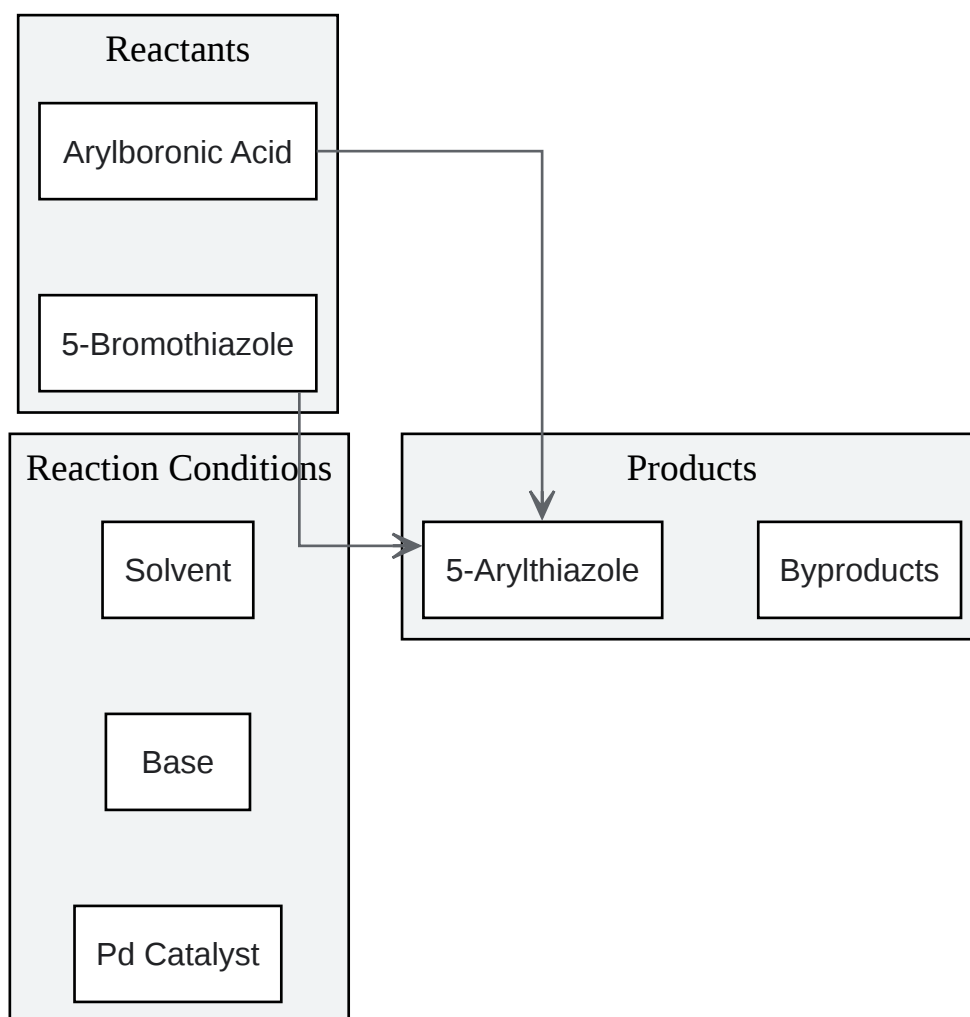 Reactants
Arylboronic Acid
5-Bromothiazole
Reaction Conditions
Solvent
Base
Pd Catalyst
Products
5-Arylthiazole
Byproducts